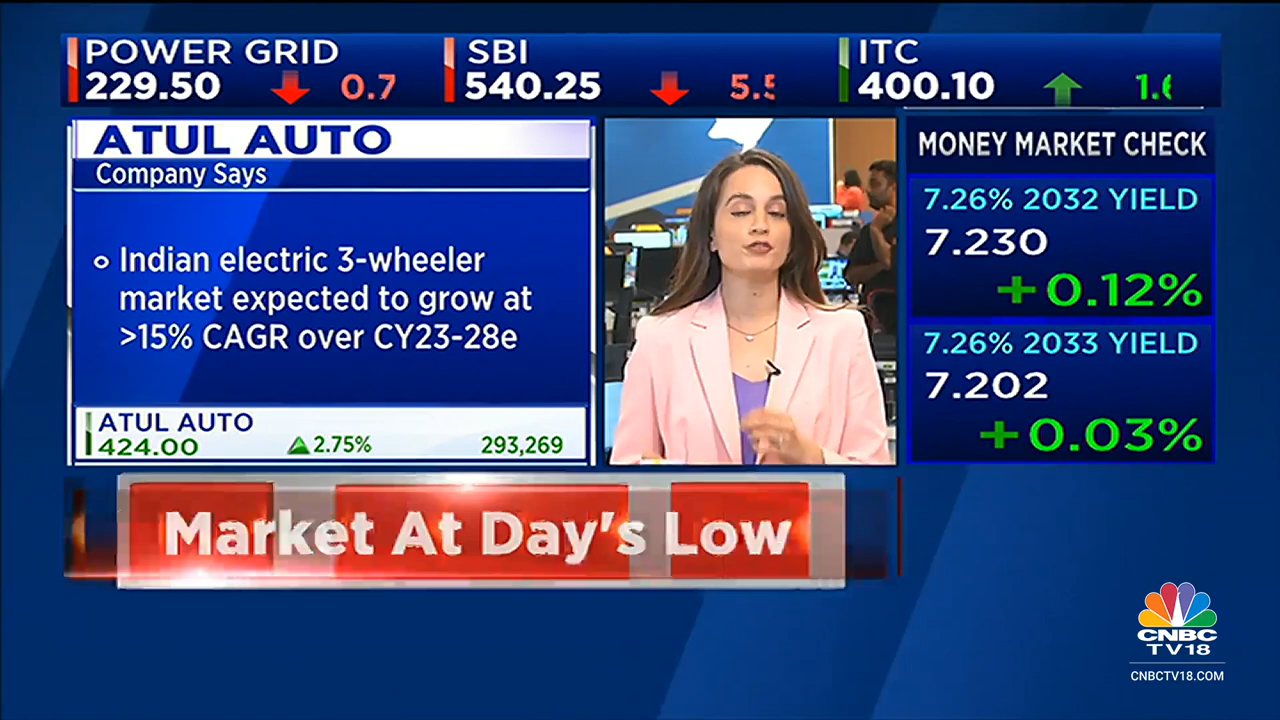 POWER GRID
229.50 0.7
SBI
540.25 5.5
ITC
400.10
ATUL AUTO
Company Says
Indian electric 3-wheeler
market expected to grow at
>15% CAGR over CY23-28e
ATUL AUTO
424.00 2.75% 293,269
MONEY MARKET CHECK
7.26% 2032 YIELD
7.230
+0.12%
7.26% 2033 YIELD
7.202
+0.03%
Market At Day's Low
CNBC
TV18
CNBCTV18.COM